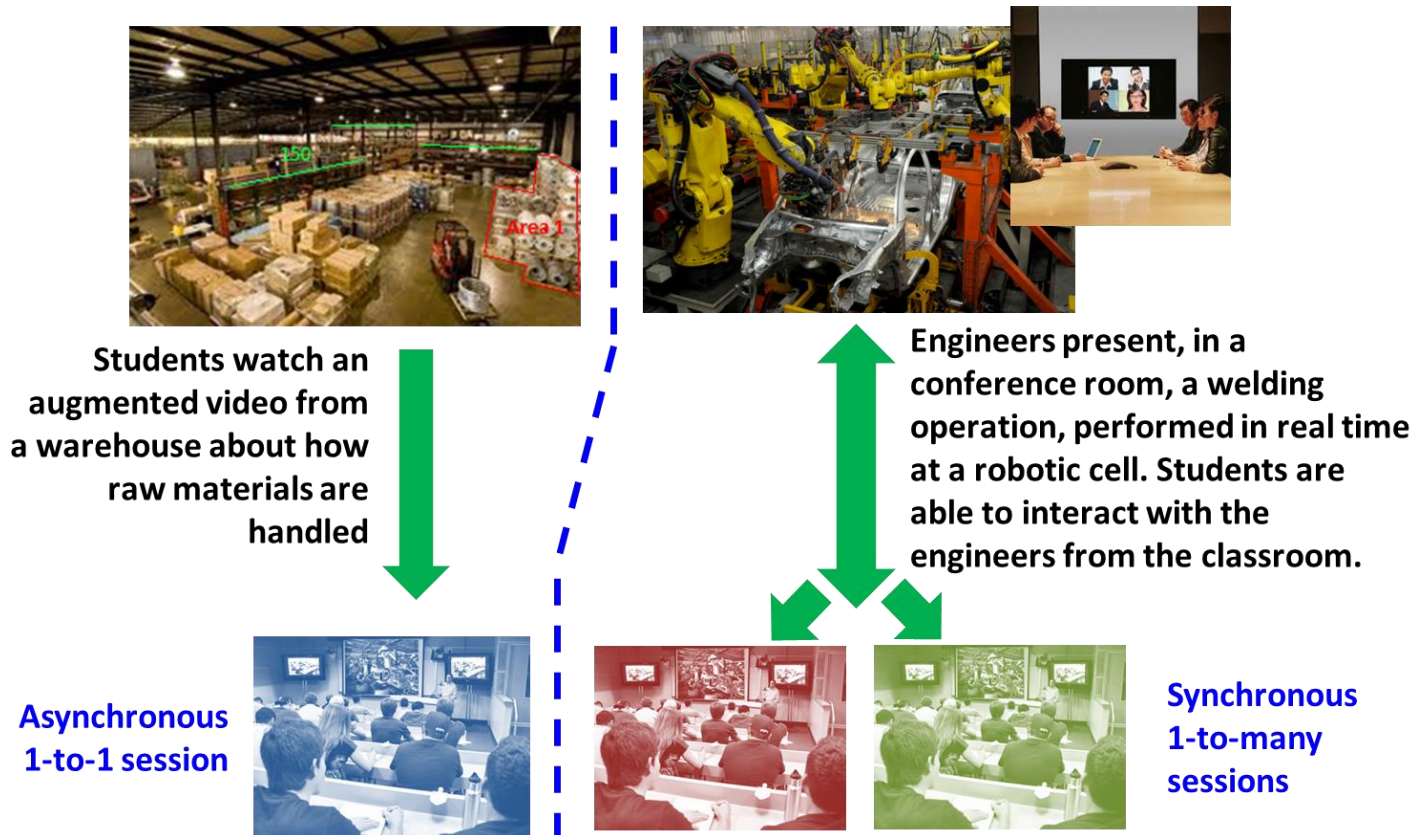 150
Area 1
Students watch an
augmented video from
a warehouse about how
raw materials are
handled
Engineers present, in a
conference room, a welding
operation, performed in real time
at a robotic cell. Students are
able to interact with the
engineers from the classroom.
Asynchronous
1-to-1 session
Synchronous
1-to-many
sessions